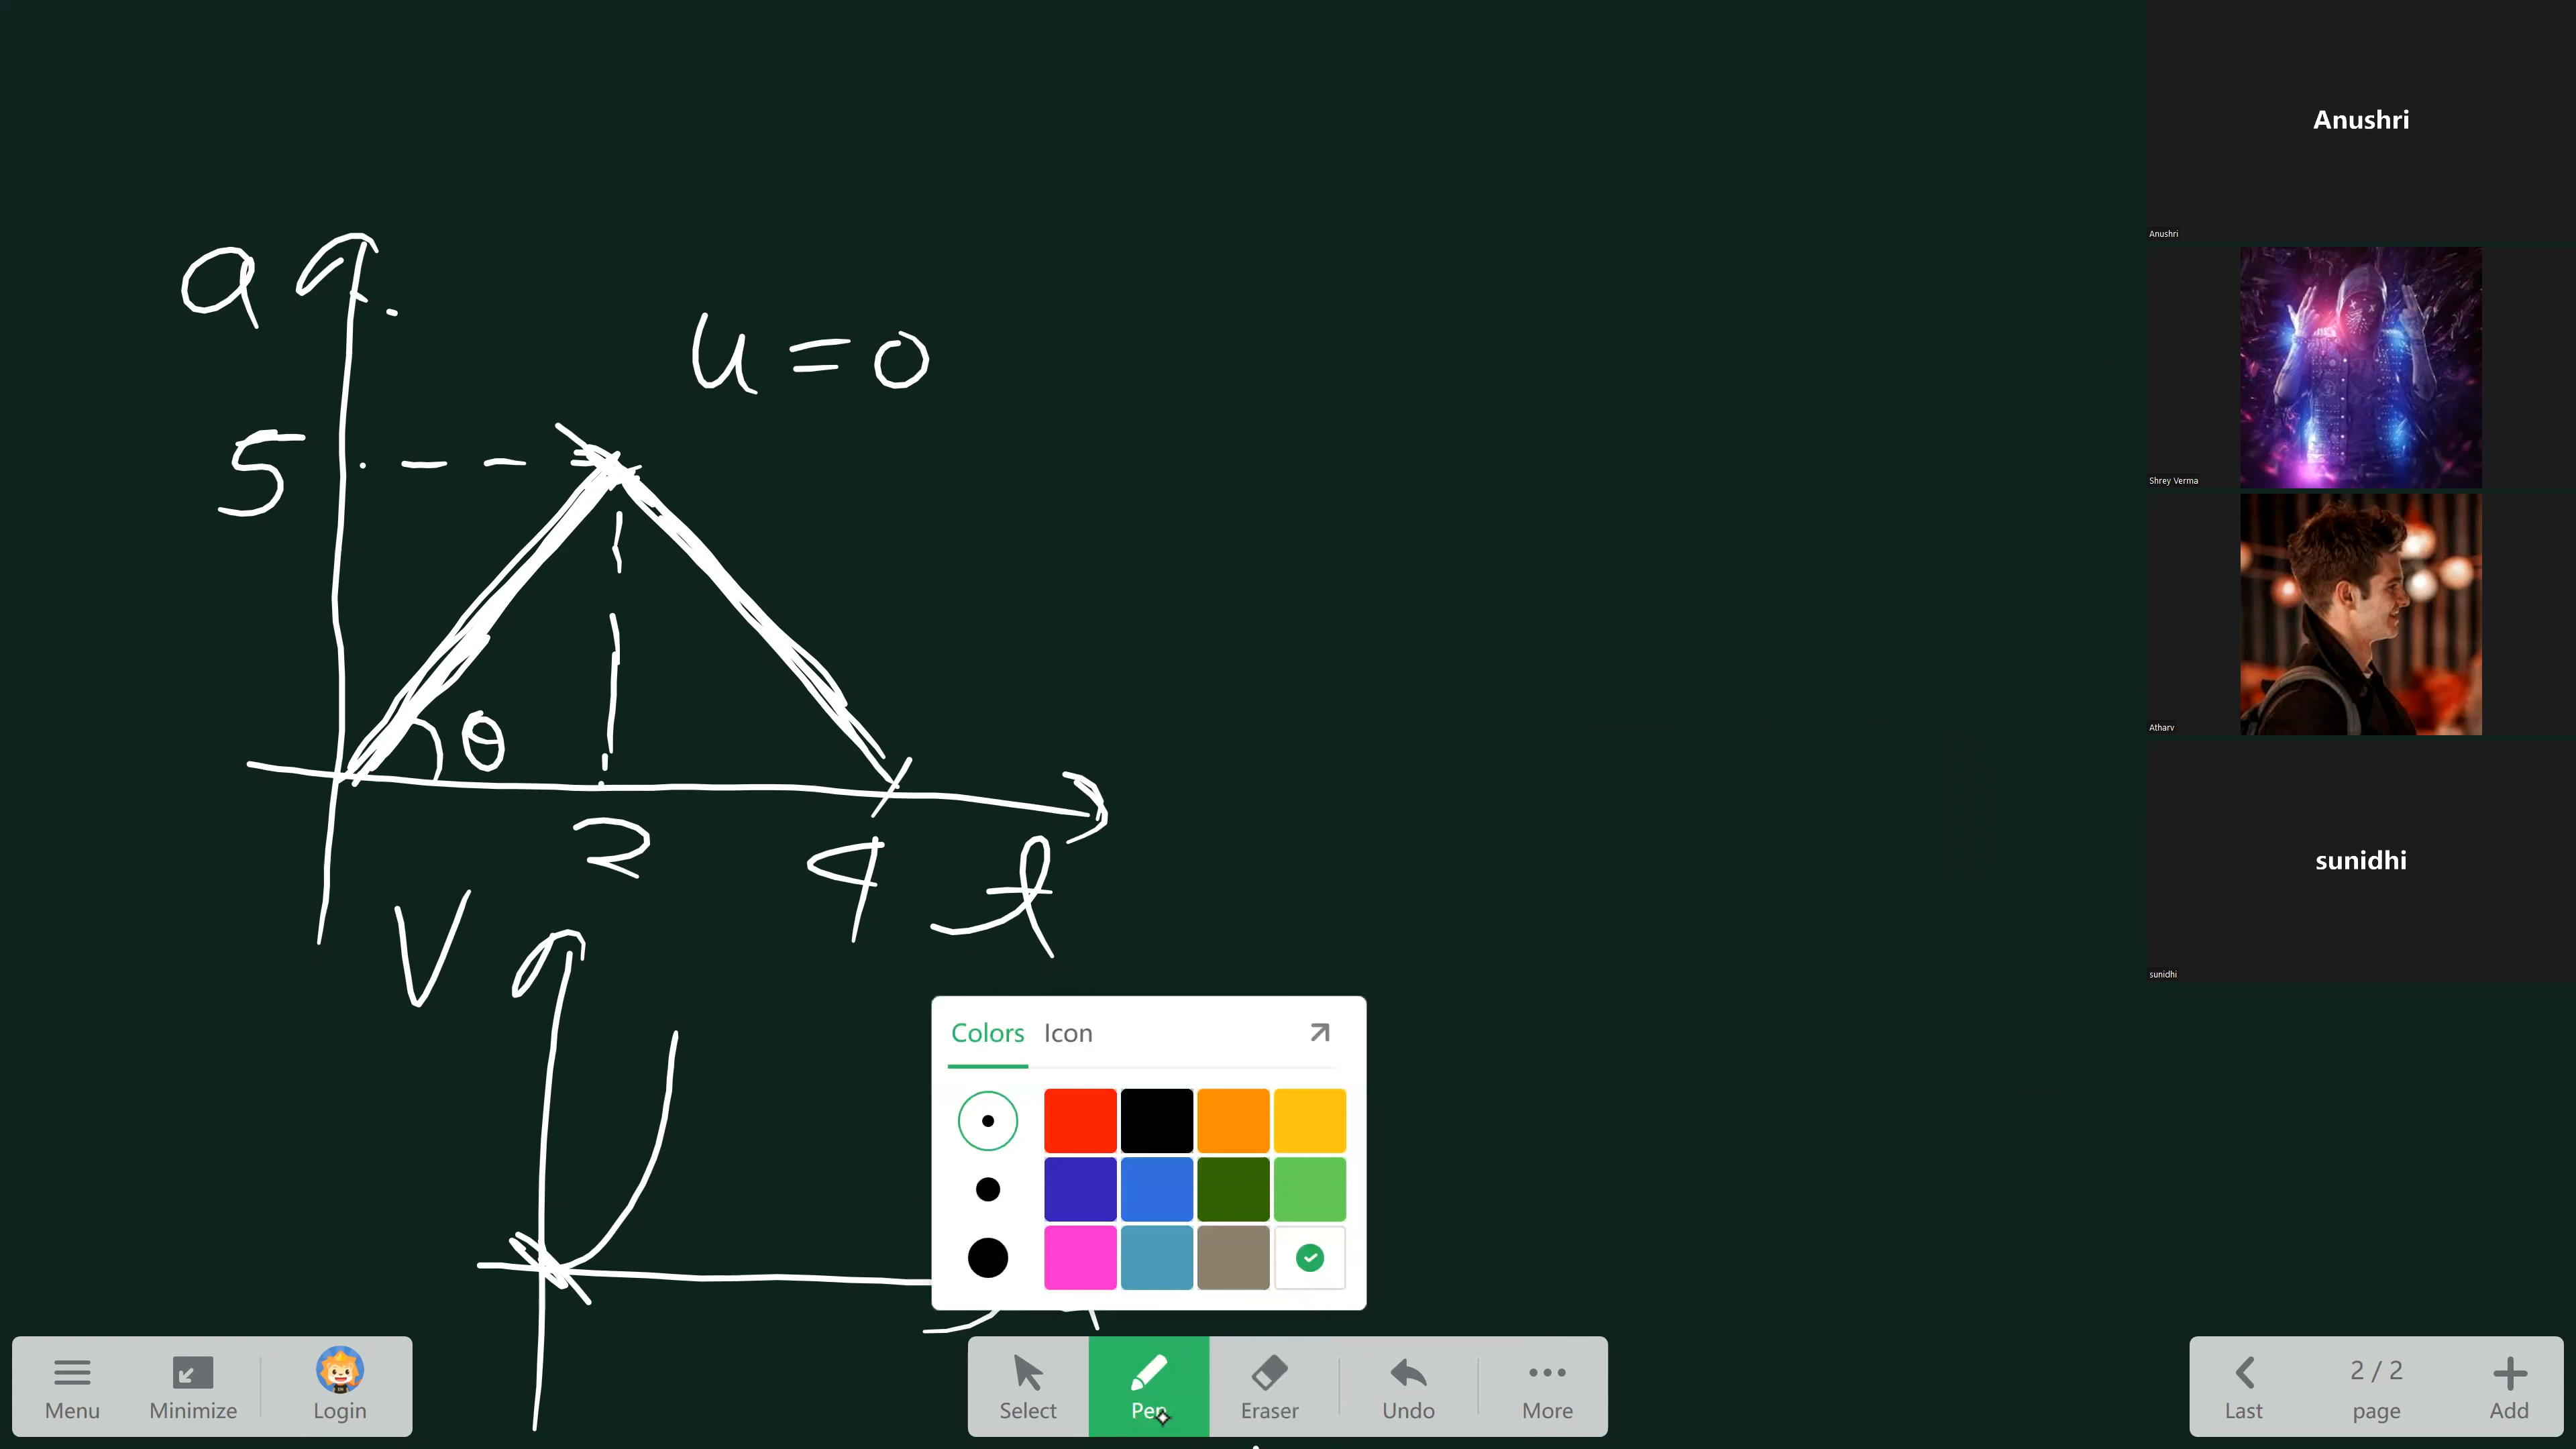 Anushri
Anushri
a
u = 0
5
Shrey Verma
θ
Atharv
2
4
t
V
sunidhi
sunidhi
Colors Icon
Menu Minimize Login
Select Pen Eraser Undo More
Last 2 / 2 page Add